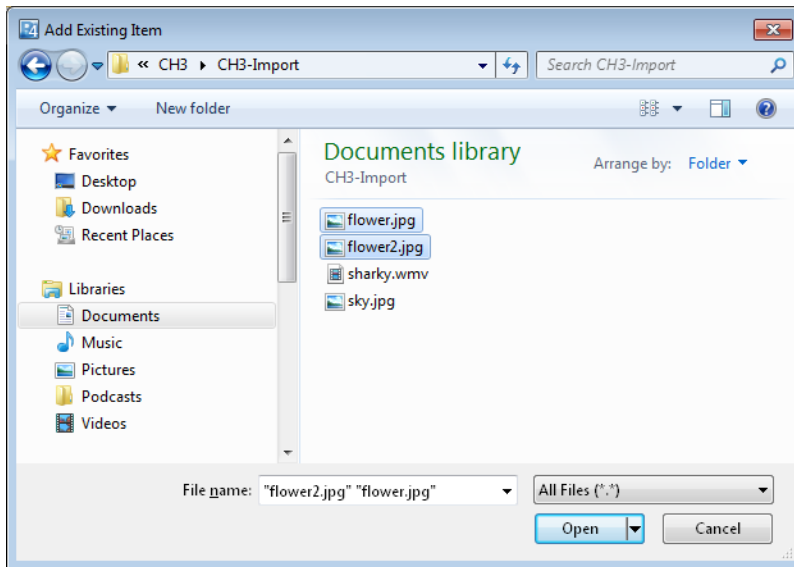 Add Existing Item
« CH3 ▸ CH3-Import
Search CH3-Import
Organize
New folder
Favorites
Desktop
Downloads
Recent Places
Libraries
Documents
Music
Pictures
Podcasts
Videos
Documents library
CH3-Import
Arrange by: Folder
flower.jpg
flower2.jpg
sharky.wmv
sky.jpg
File name: "flower2.jpg" "flower.jpg"
All Files (*.*)
Open
Cancel